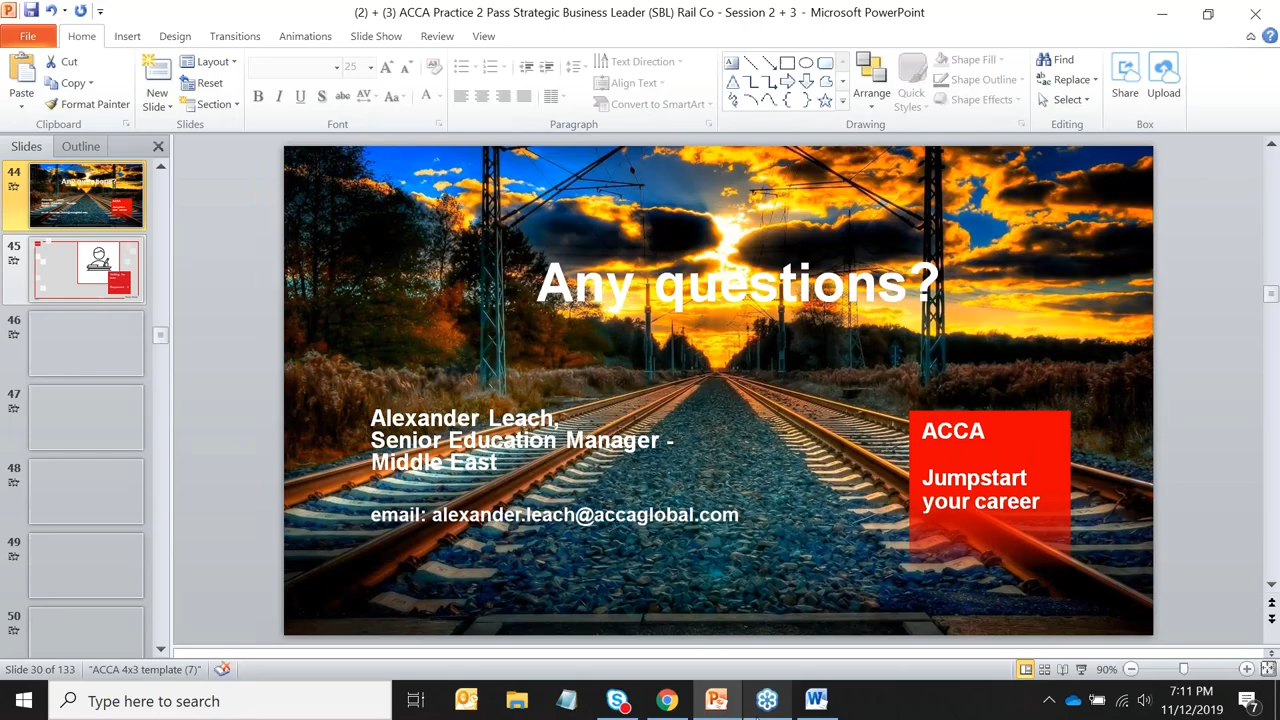 (2) + (3) ACCA Practice 2 Pass Strategic Business Leader (SBL) Rail Co - Session 2 + 3 - Microsoft PowerPoint
File Home Insert Design Transitions Animations Slide Show Review View
Paste
Cut
Copy
Format Painter
Clipboard
New
Slide
Layout
Reset
Section
Slides
25
Font
Text Direction
Align Text
Convert to SmartArt
Paragraph
Arrange
Quick
Styles
Shape Fill
Shape Outline
Shape Effects
Drawing
Find
Replace
Select
Editing
Share
Upload
Box
Slides Outline
44
Any questions?
45
46
47
48
49
50
Any questions?
Alexander Leach,
Senior Education Manager -
Middle East
email: alexander.leach@accaglobal.com
ACCA
Jumpstart
your career
Slide 30 of 133
"ACCA 4x3 template (7)"
90%
Type here to search
7:11 PM
11/12/2019
7